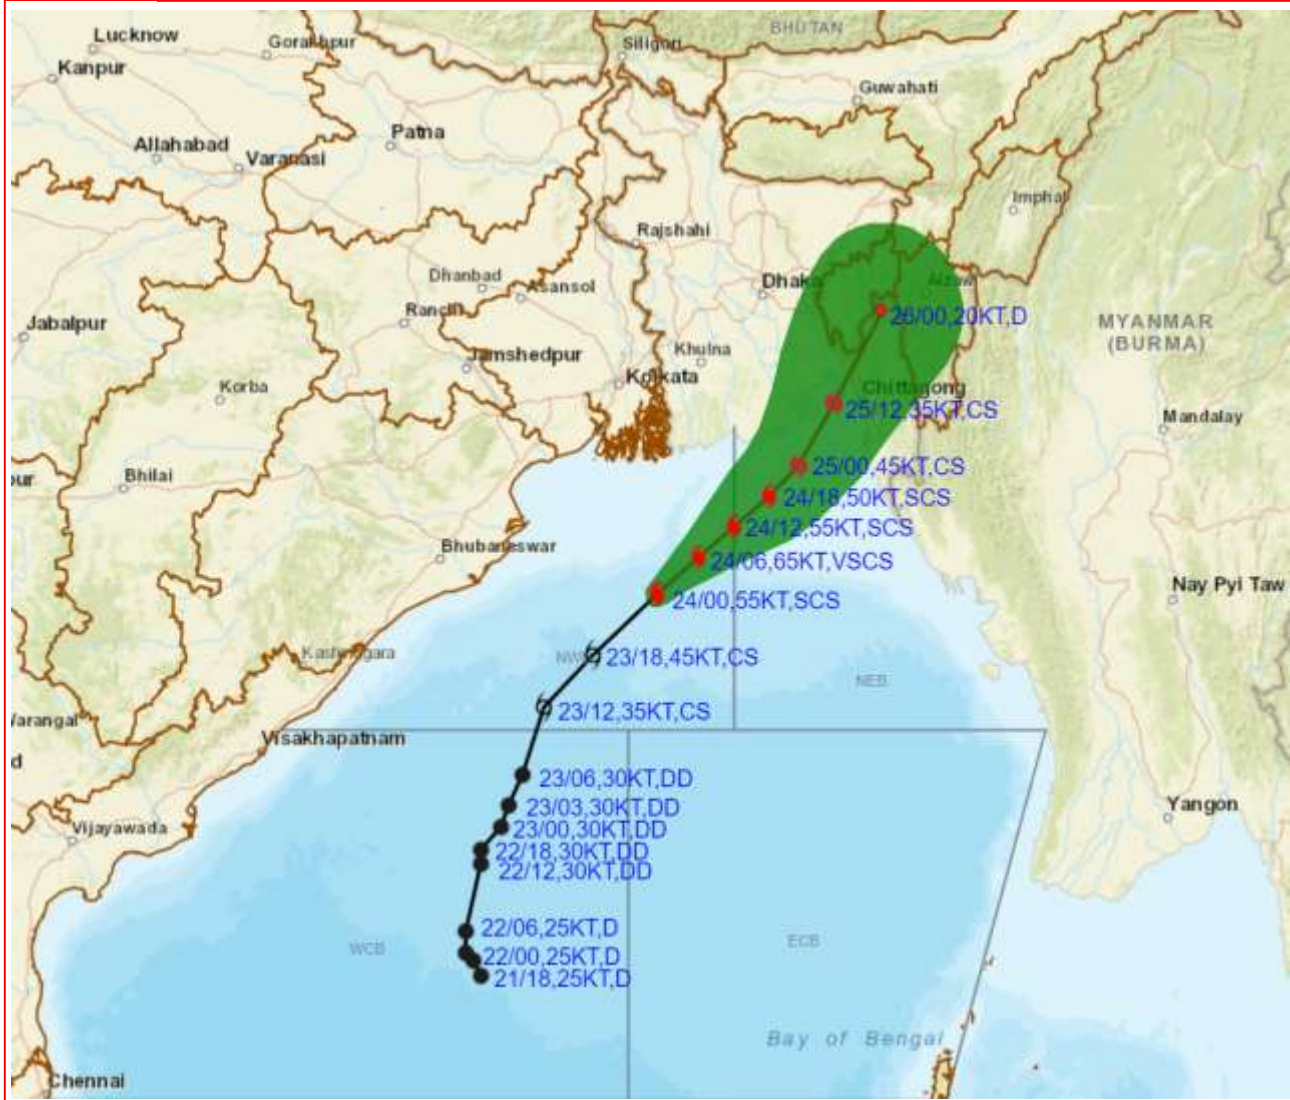 BHUTAN
Lucknow
Gorakhpur
Siliguri
Kanpur
Guwahati
Patna
Allahabad
Varanasi
Imphal
Rajshahi
Dhanbad
Asansol
Dhaka
Aizawl
Ranchi
26/00,20KT,D
Jabalpur
MYANMAR
(BURMA)
Khulna
Jamshedpur
Kolkata
Korba
Chittagong
25/12,35KT,CS
Mandalay
25/00,45KT,CS
Bhilai
pur
24/18,50KT,SCS
24/12,55KT,SCS
Bhubaneswar
24/06,65KT,VSCS
Nay Pyi Taw
24/00,55KT,SCS
23/18,45KT,CS
NEB
23/12,35KT,CS
Warangal
Visakhapatnam
d
23/06,30KT,DD
23/03,30KT,DD
Yangon
23/00,30KT,DD
Vijayawada
22/18,30KT,DD
22/12,30KT,DD
22/06,25KT,D
WCB
ECB
22/00,25KT,D
21/18,25KT,D
Bay of Bengal
Chennai